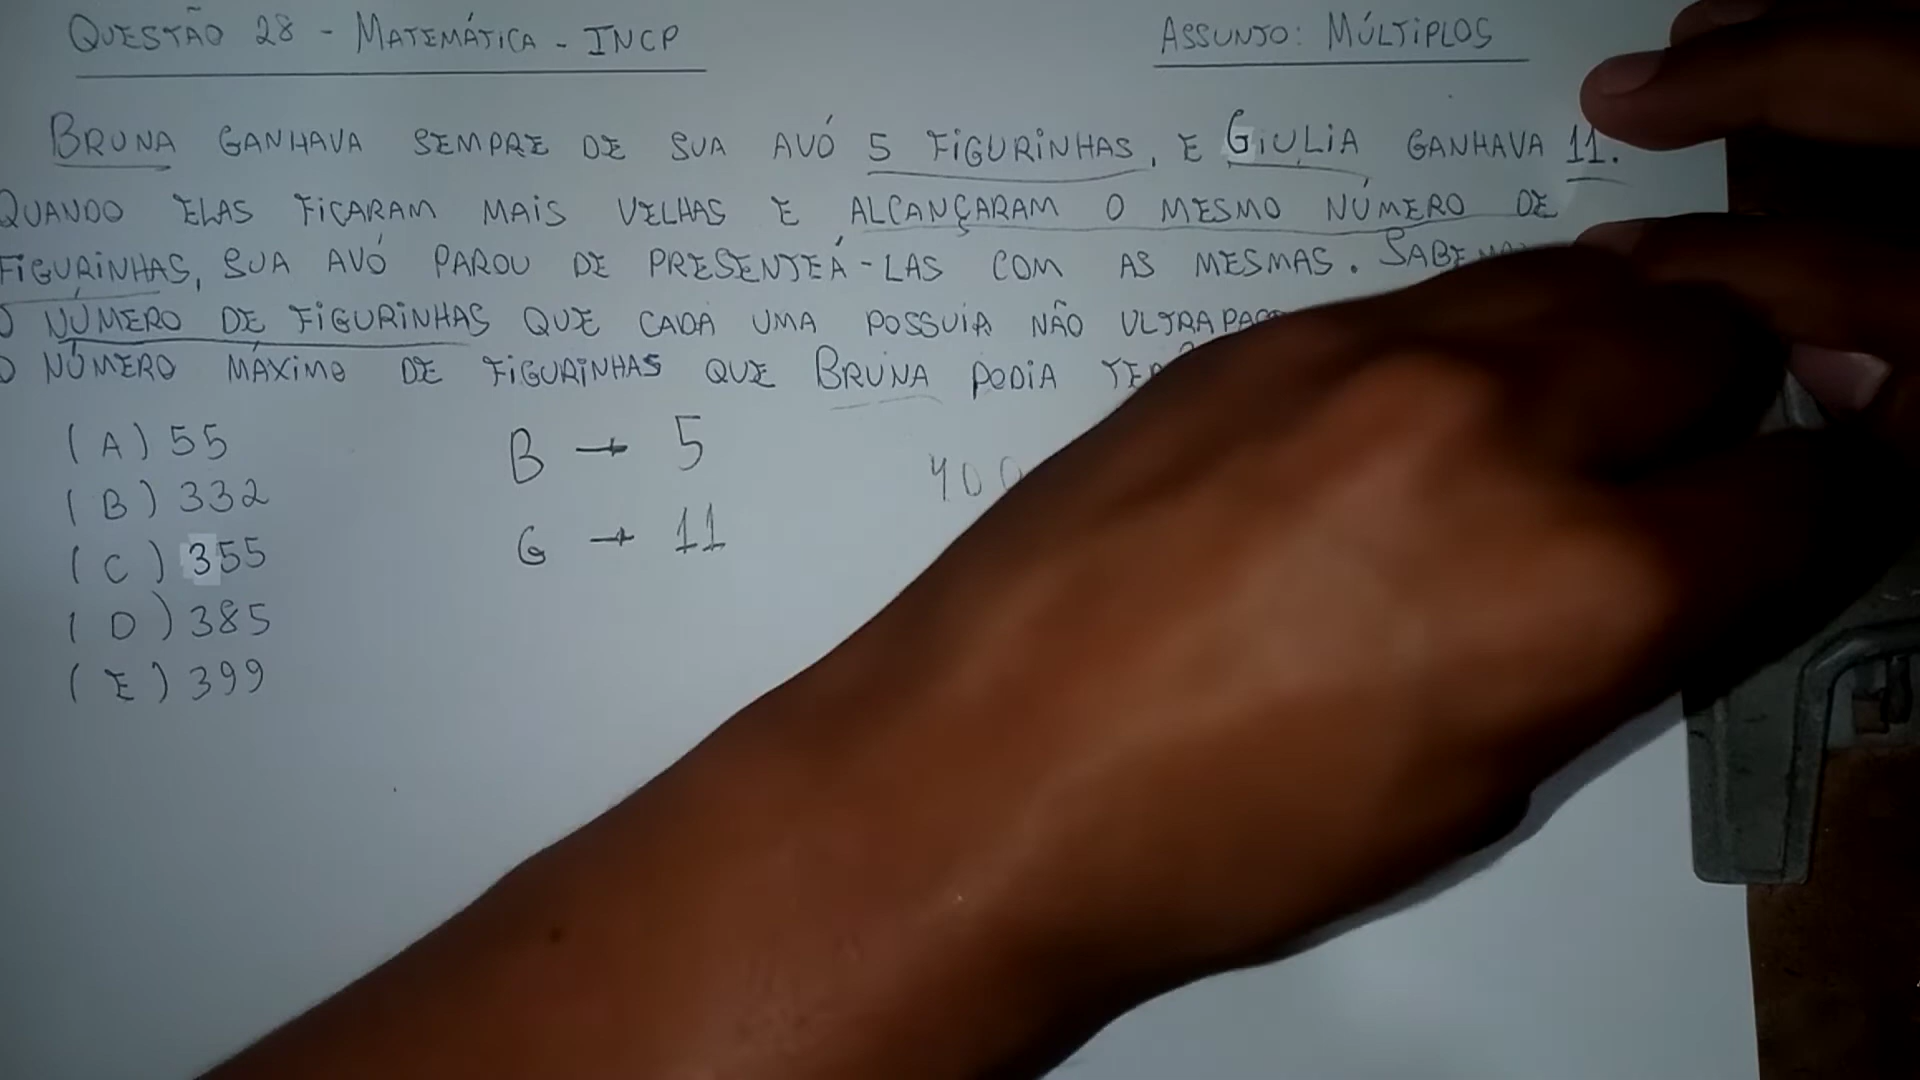 QUESTÃO 28 - MATEMÁTICA - INCP
ASSUNTO: MÚLTIPLOS
BRUNA GANHAVA SEMPRE DE SUA AVÓ 5 FIGURINHAS, E GIULIA GANHAVA 11.
QUANDO ELAS FICARAM MAIS VELHAS E ALCANÇARAM O MESMO NÚMERO DE
FIGURINHAS, SUA AVÓ PAROU DE PRESENTEÁ-LAS COM AS MESMAS.
O NÚMERO DE FIGURINHAS QUE CADA UMA POSSUIA NÃO
O NÚMERO MÁXIMO DE FIGURINHAS QUE BRUNA PODIA
(A) 55
(B) 332
(C) 355
(D) 385
(E) 399
B → 5
G → 11